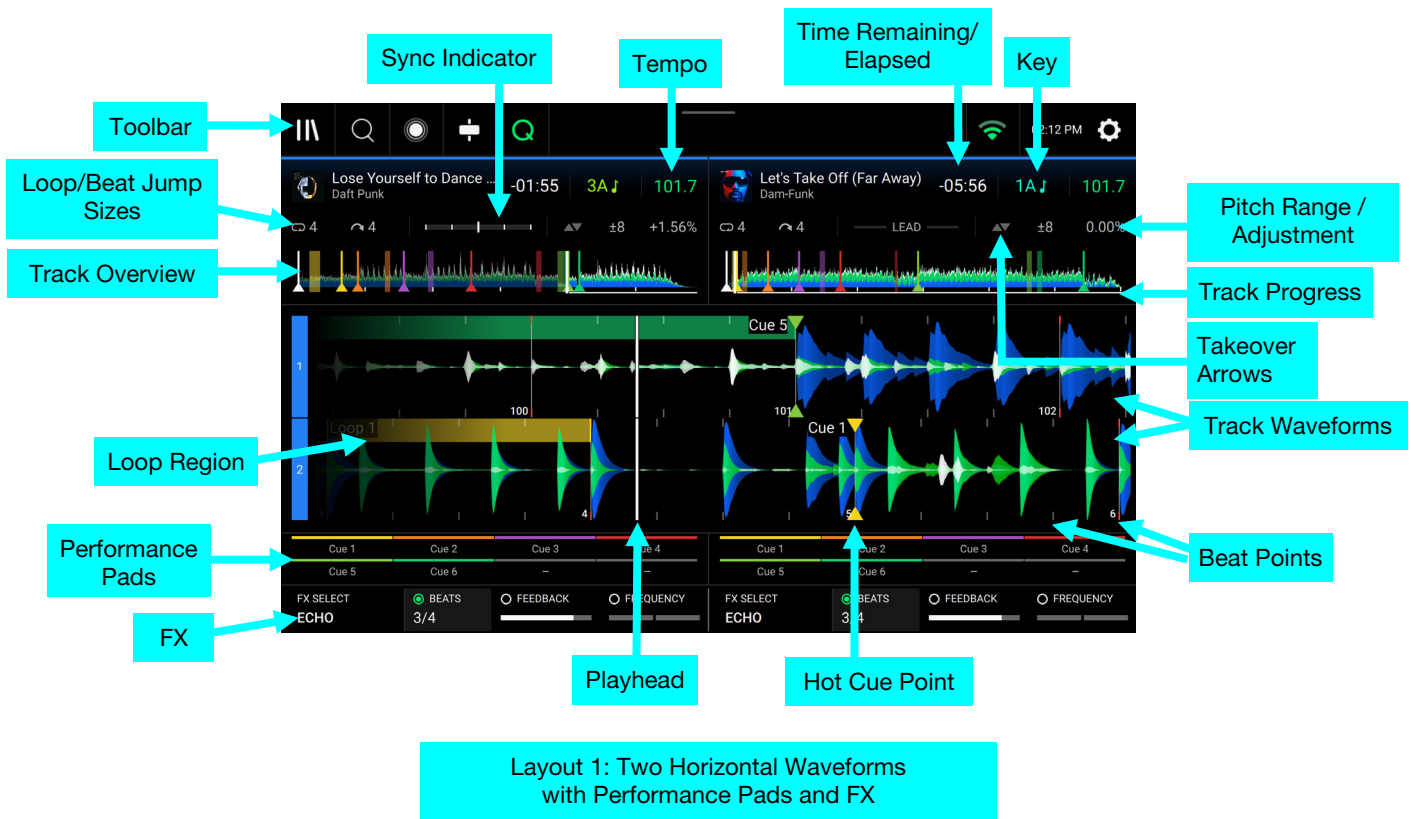 Time Remaining/
Elapsed
Sync Indicator
Tempo
Key
Toolbar
02:12 PM
Loop/Beat Jump
Sizes
Lose Yourself to Dance ...
Daft Punk
-01:55
3A
101.7
Let's Take Off (Far Away)
Dam-Funk
-05:56
1A
101.7
4
4
±8
+1.56%
4
4
LEAD
±8
0.00%
Pitch Range /
Adjustment
Track Overview
Track Progress
Takeover
Arrows
Cue 5
1
100
101
102
Track Waveforms
Loop 1
Cue 1
Loop Region
2
4
5
6
Beat Points
Performance
Pads
Cue 1
Cue 2
Cue 3
Cue 4
Cue 5
Cue 6
–
–
Cue 1
Cue 2
Cue 3
Cue 4
Cue 5
Cue 6
–
–
FX
FX SELECT
ECHO
BEATS
3/4
FEEDBACK
FREQUENCY
FX SELECT
ECHO
BEATS
3/4
FEEDBACK
FREQUENCY
Playhead
Hot Cue Point
Layout 1: Two Horizontal Waveforms
with Performance Pads and FX